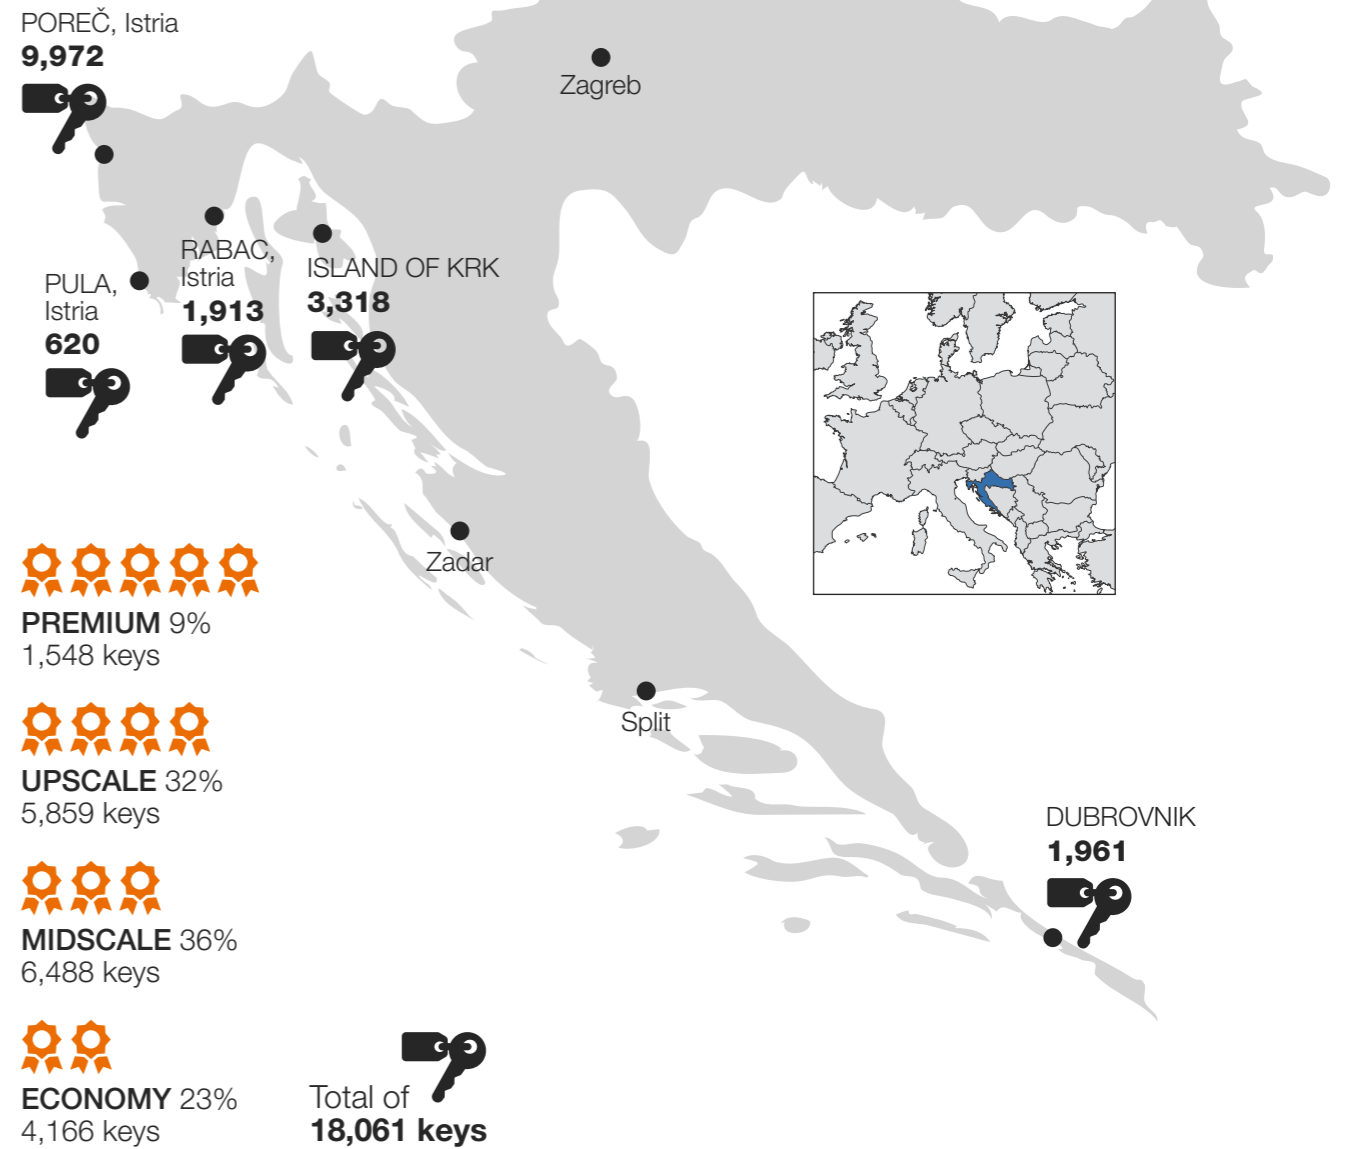 POREČ, Istria
9,972
Zagreb
RABAC,
Istria
1,913
ISLAND OF KRK
3,318
PULA,
Istria
620
Zadar
PREMIUM 9%
1,548 keys
Split
UPSCALE 32%
5,859 keys
DUBROVNIK
1,961
MIDSCALE 36%
6,488 keys
ECONOMY 23%
4,166 keys
Total of
18,061 keys